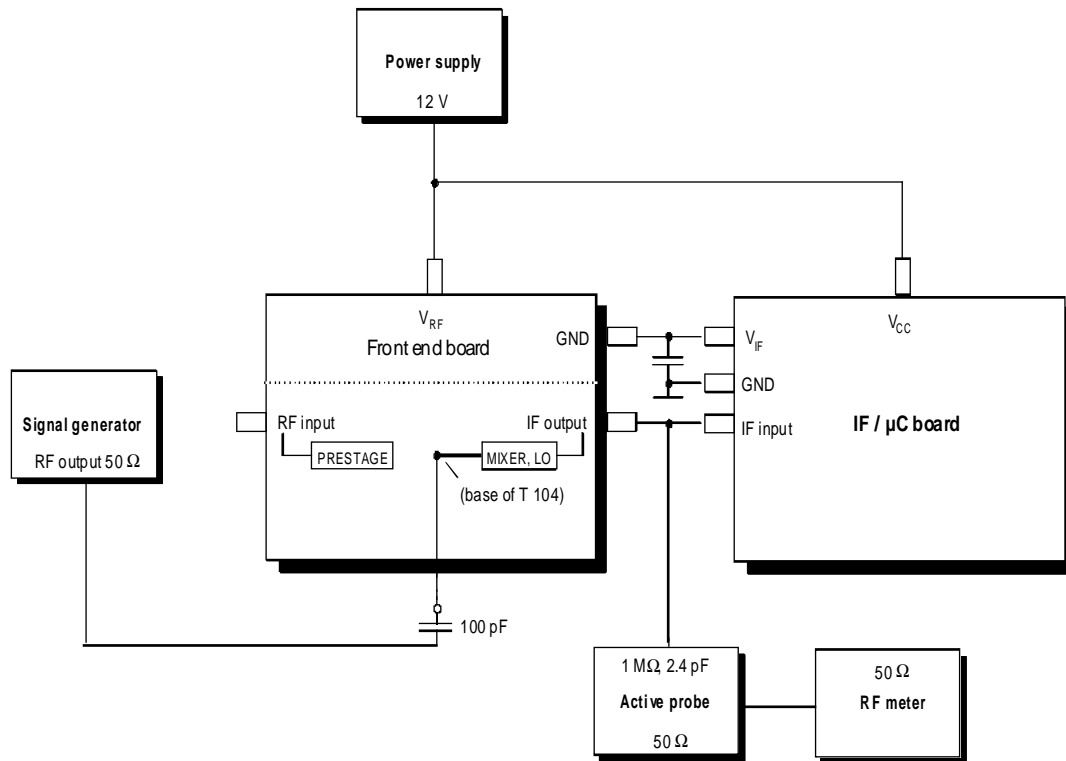 Power supply
12 V
V_RF
Front end board
GND
V_IF
V_CC
GND
IF / µC board
Signal generator
RF output 50 Ω
RF input
IF output
IF input
PRESTAGE
MIXER, LO
(base of T 104)
100 pF
1 MΩ, 2.4 pF
Active probe
50 Ω
50 Ω
RF meter